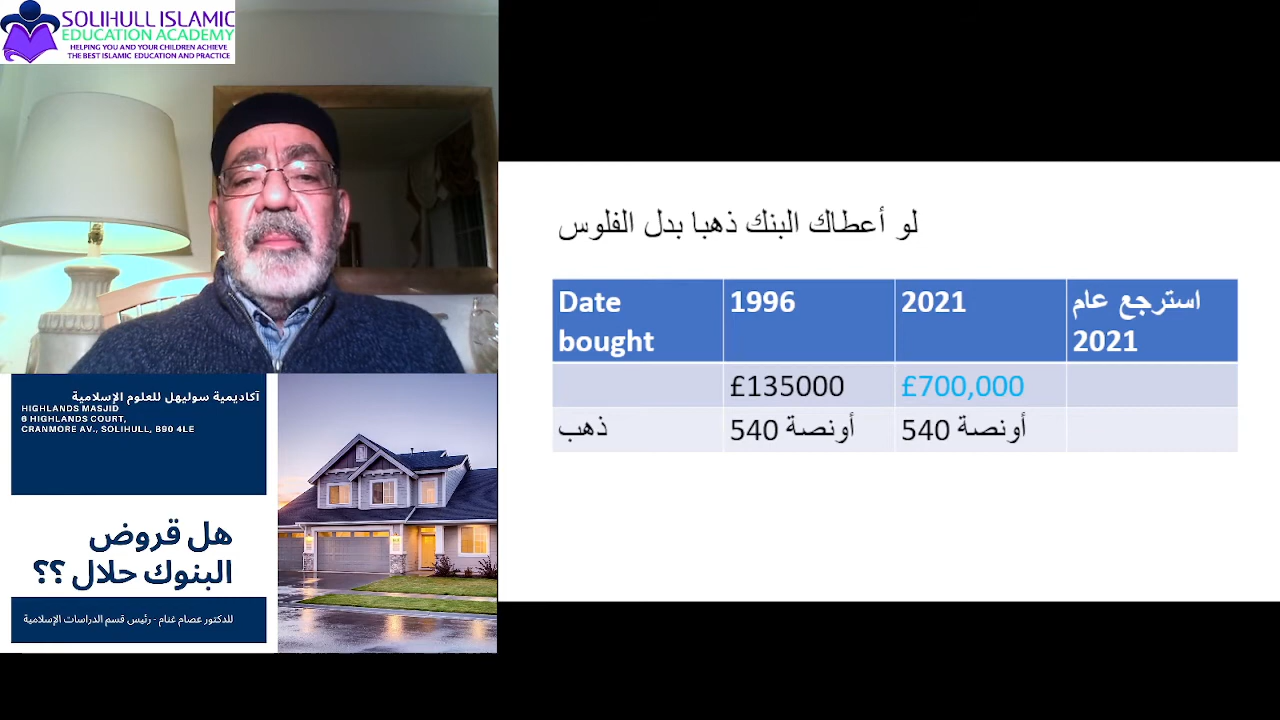 SOLIHULL ISLAMIC
EDUCATION ACADEMY
HELPING YOU AND YOUR CHILDREN ACHIEVE
THE BEST ISLAMIC EDUCATION AND PRACTICE
آكاديمية سوليهل للعلوم الإسلامية
HIGHLANDS MASJID
6 HIGHLANDS COURT,
CRANMORE AV., SOLIHULL, B90 4LE
هل قروض
البنوك حلال ؟؟
للدكتور عصام غنام - رئيس قسم الدراسات الإسلامية
لو أعطاك البنك ذهبا بدل الفلوس
Date bought
1996
2021
استرجع عام
2021
£135000
£700,000
ذهب
540 أونصة
540 أونصة